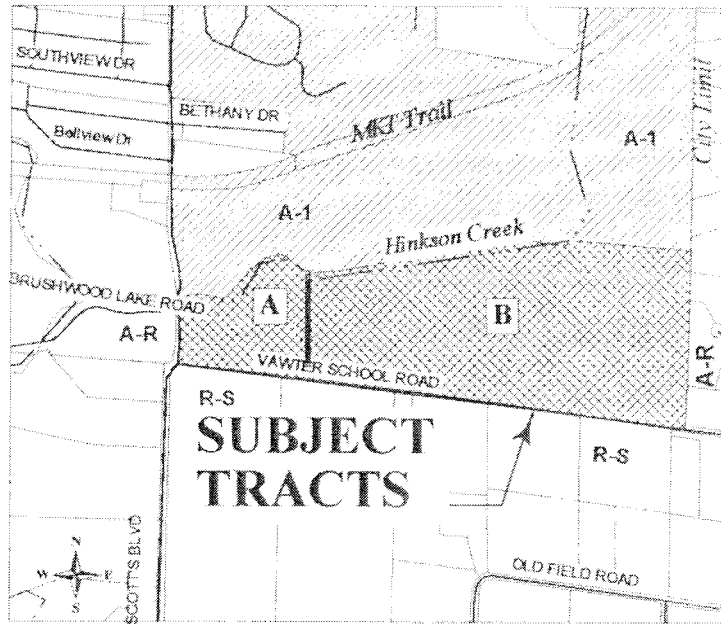 SOUTHVIEW DR
BETHANY DR
Bellview Dr
MKT Trail
City Limit
A-1
A-1
Hinkson Creek
BRUSHWOOD LAKE ROAD
A
B
A-R
A-R
VAWTER SCHOOL ROAD
R-S
SUBJECT
TRACTS
R-S
N
W
E
S
SCOTT'S BLVD
OLD FIELD ROAD